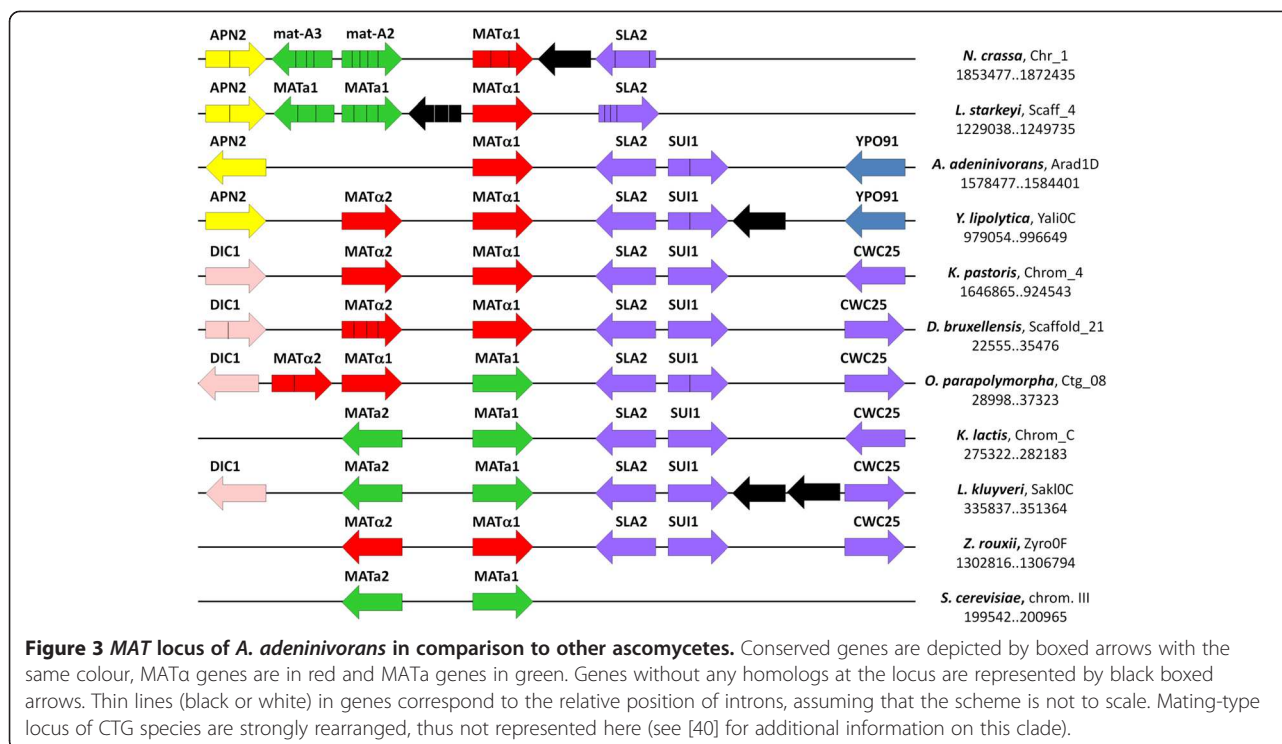 APN2 mat-A3 mat-A2 MATα1 SLA2
N. crassa, Chr_1
1853477..1872435
APN2 MATa1 MATa1 MATα1 SLA2
L. starkeyi, Scaff_4
1229038..1249735
APN2 MATα1 SLA2 SUI1 YPO91
A. adeninivorans, Arad1D
1578477..1584401
APN2 MATα2 MATα1 SLA2 SUI1 YPO91
Y. lipolytica, Yali0C
979054..996649
DIC1 MATα2 MATα1 SLA2 SUI1 CWC25
K. pastoris, Chrom_4
1646865..924543
DIC1 MATα2 MATα1 SLA2 SUI1 CWC25
D. bruxellensis, Scaffold_21
22555..35476
DIC1 MATα2 MATα1 MATa1 SLA2 SUI1 CWC25
O. parapolymorpha, Ctg_08
28998..37323
MATa2 MATa1 SLA2 SUI1 CWC25
K. lactis, Chrom_C
275322..282183
DIC1 MATa2 MATa1 SLA2 SUI1 CWC25
L. kluyveri, Sakl0C
335837..351364
MATα2 MATα1 SLA2 SUI1 CWC25
Z. rouxii, Zyro0F
1302816..1306794
MATa2 MATa1
S. cerevisiae, chrom. III
199542..200965
Figure 3 MAT locus of A. adeninivorans in comparison to other ascomycetes. Conserved genes are depicted by boxed arrows with the
same colour, MATα genes are in red and MATa genes in green. Genes without any homologs at the locus are represented by black boxed
arrows. Thin lines (black or white) in genes correspond to the relative position of introns, assuming that the scheme is not to scale. Mating-type
locus of CTG species are strongly rearranged, thus not represented here (see [40] for additional information on this clade).